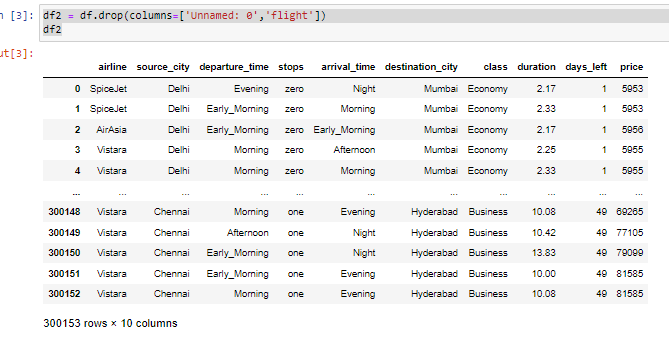 n [3]: df2 = df.drop(columns=['Unnamed: 0','flight'])
df2
ut[3]:
airline source_city departure_time stops arrival_time destination_city class duration days_left price
0 SpiceJet Delhi Evening zero Night Mumbai Economy 2.17 1 5953
1 SpiceJet Delhi Early_Morning zero Morning Mumbai Economy 2.33 1 5953
2 AirAsia Delhi Early_Morning zero Early_Morning Mumbai Economy 2.17 1 5956
3 Vistara Delhi Morning zero Afternoon Mumbai Economy 2.25 1 5955
4 Vistara Delhi Morning zero Morning Mumbai Economy 2.33 1 5955
... ... ... ... ... ... ... ... ... ... ...
300148 Vistara Chennai Morning one Evening Hyderabad Business 10.08 49 69265
300149 Vistara Chennai Afternoon one Night Hyderabad Business 10.42 49 77105
300150 Vistara Chennai Early_Morning one Night Hyderabad Business 13.83 49 79099
300151 Vistara Chennai Early_Morning one Evening Hyderabad Business 10.00 49 81585
300152 Vistara Chennai Morning one Evening Hyderabad Business 10.08 49 81585
300153 rows × 10 columns